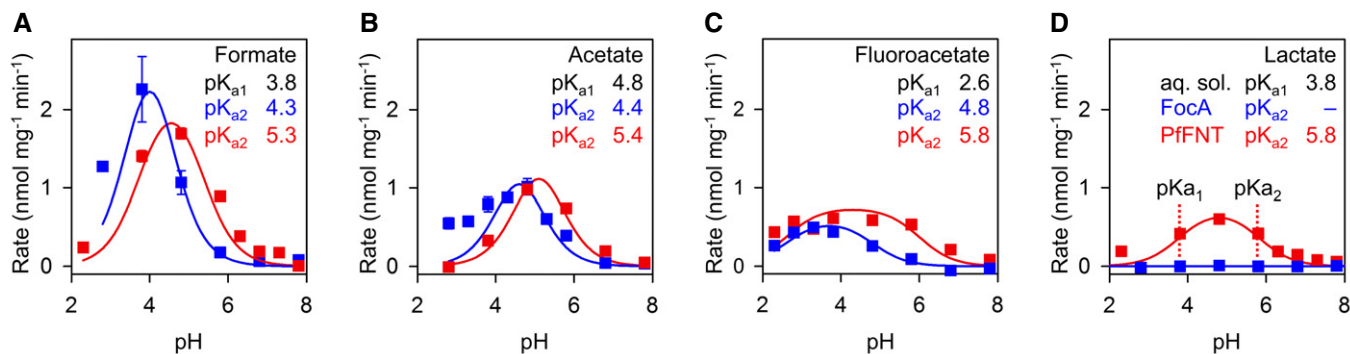 A
Formate
pKa1 3.8
pKa2 4.3
pKa2 5.3
Rate (nmol mg-1 min-1)
2
1
0
2 4 6 8
pH
B
Acetate
pKa1 4.8
pKa2 4.4
pKa2 5.4
Rate (nmol mg-1 min-1)
2
1
0
2 4 6 8
pH
C
Fluoroacetate
pKa1 2.6
pKa2 4.8
pKa2 5.8
Rate (nmol mg-1 min-1)
2
1
0
2 4 6 8
pH
D
Lactate
aq. sol. pKa1 3.8
FocA pKa2 –
PfFNT pKa2 5.8
pKa1 pKa2
Rate (nmol mg-1 min-1)
2
1
0
2 4 6 8
pH